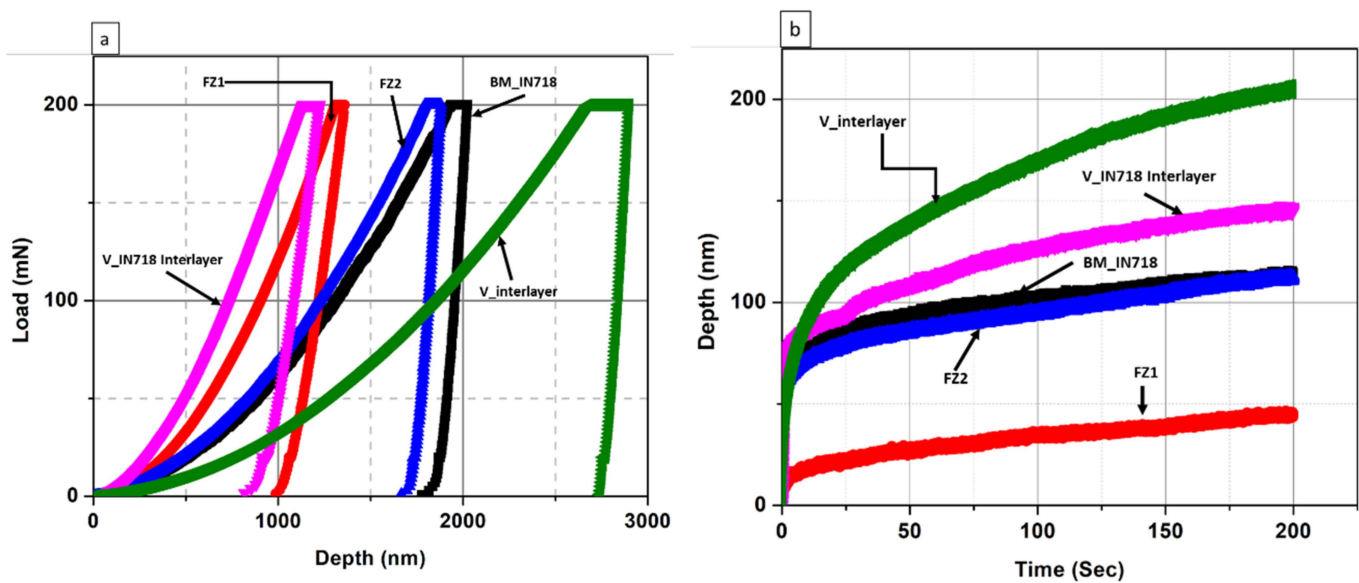 a
FZ1
FZ2
BM_IN718
V_IN718 Interlayer
V_interlayer
200
100
0
Load (mN)
0 1000 2000 3000
Depth (nm)
b
V_interlayer
V_IN718 Interlayer
BM_IN718
FZ2
FZ1
200
100
0
Depth (nm)
0 50 100 150 200
Time (Sec)